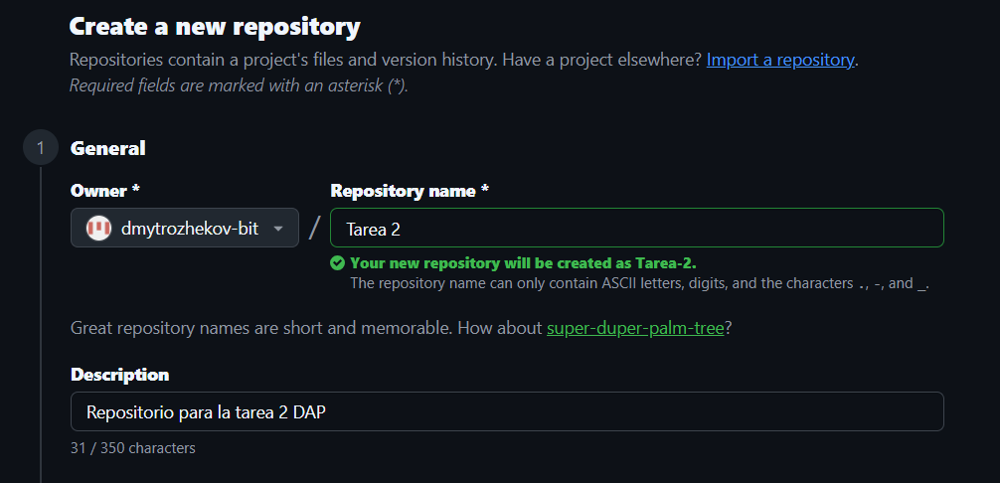 Create a new repository
Repositories contain a project's files and version history. Have a project elsewhere? Import a repository.
Required fields are marked with an asterisk (*).
1 General
Owner * Repository name *
dmytrozhekov-bit / Tarea 2
Your new repository will be created as Tarea-2.
The repository name can only contain ASCII letters, digits, and the characters ., -, and _.
Great repository names are short and memorable. How about super-duper-palm-tree?
Description
Repositorio para la tarea 2 DAP
31 / 350 characters